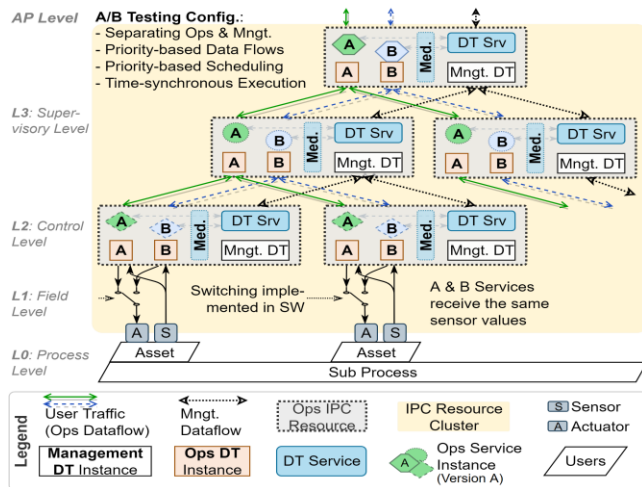 AP Level
A/B Testing Config.:
- Separating Ops & Mngt.
- Priority-based Data Flows
- Priority-based Scheduling
- Time-synchronous Execution
A
B
Med.
DT Srv
A
B
Mngt. DT
L3: Super-
visory Level
A
B
Med.
DT Srv
A
B
Mngt. DT
A
B
Med.
DT Srv
A
B
Mngt. DT
L2: Control
Level
A
B
Med.
DT Srv
A
B
Mngt. DT
A
B
Med.
DT Srv
A
B
Mngt. DT
L1: Field
Level
Switching imple-
mented in SW
A & B Services
receive the same
sensor values
A
S
A
S
L0: Process
Level
Asset
Asset
Sub Process
Legend
User Traffic
(Ops Dataflow)
Mngt.
Dataflow
Ops IPC
Resource
IPC Resource
Cluster
S
Sensor
A
Actuator
Management
DT Instance
Ops DT
Instance
DT Service
A
Ops Service
Instance
(Version A)
Users